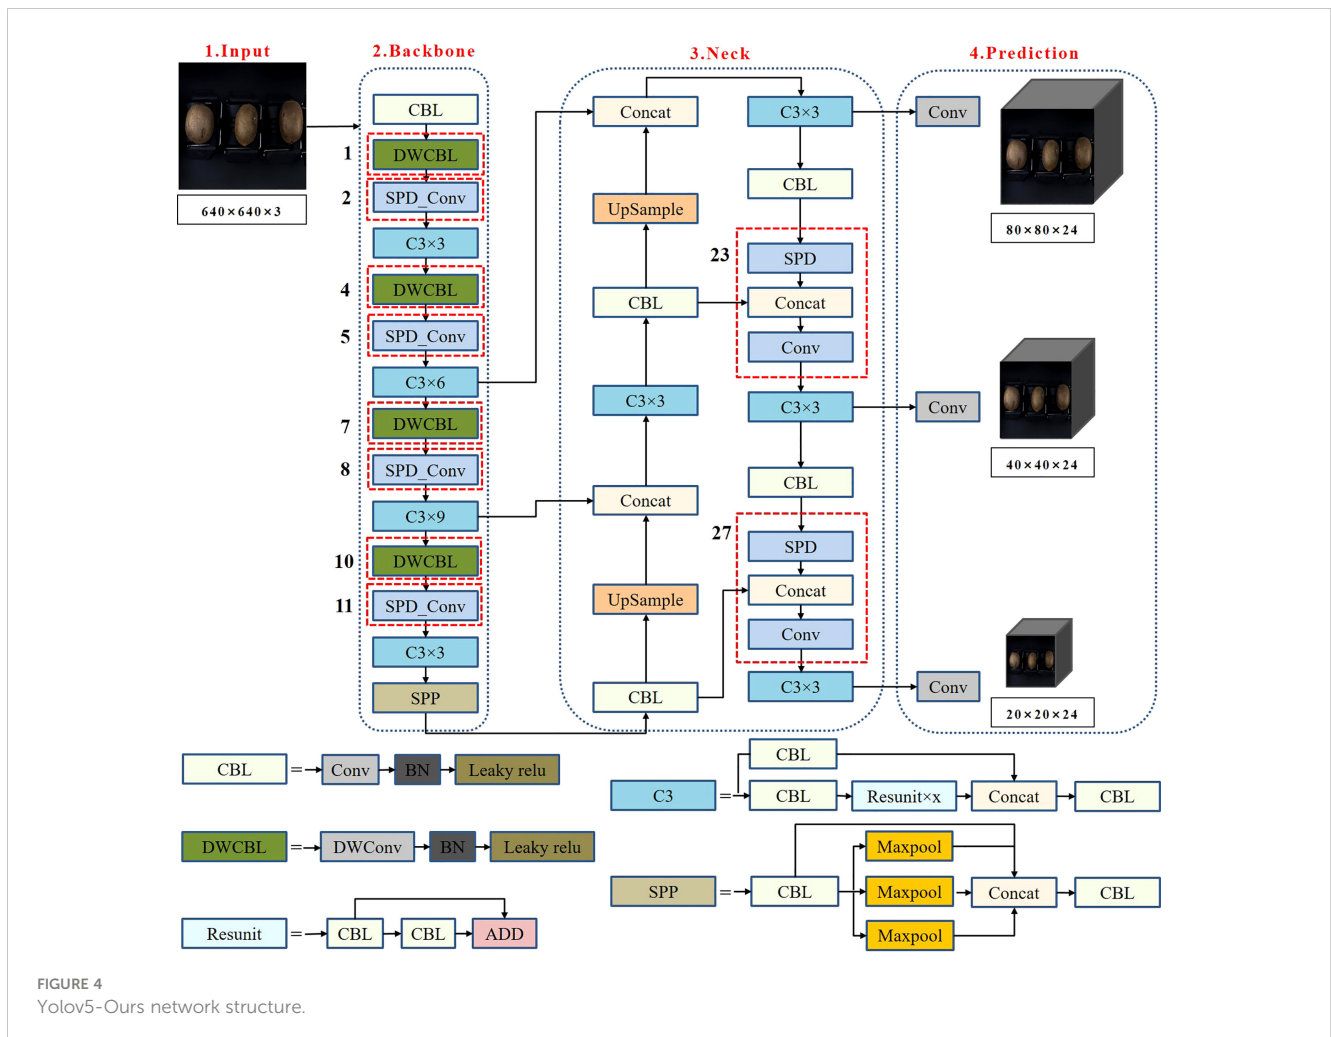 1.Input
2.Backbone
3.Neck
4.Prediction
640×640×3
CBL
1 DWCBL
2 SPD_Conv
C3×3
4 DWCBL
5 SPD_Conv
C3×6
7 DWCBL
8 SPD_Conv
C3×9
10 DWCBL
11 SPD_Conv
C3×3
SPP
Concat
UpSample
CBL
C3×3
Concat
UpSample
CBL
C3×3
CBL
23
SPD
Concat
Conv
C3×3
CBL
27
SPD
Concat
Conv
C3×3
Conv
80×80×24
Conv
40×40×24
Conv
20×20×24
CBL = Conv BN Leaky relu
DWCBL = DWConv BN Leaky relu
Resunit = CBL CBL ADD
CBL
C3 = CBL Resunit×x Concat CBL
Maxpool
SPP = CBL Maxpool Concat CBL
Maxpool
FIGURE 4
Yolov5-Ours network structure.